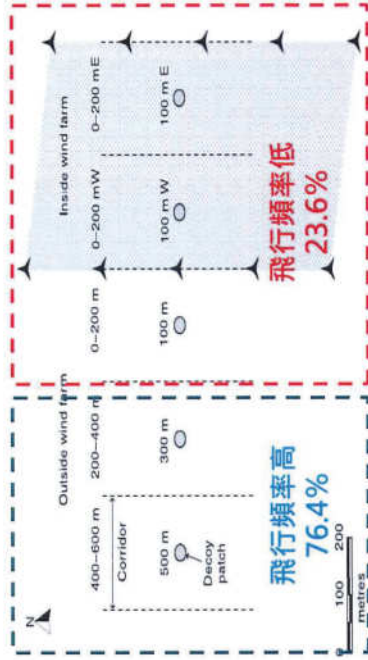 N
Outside wind farm
Inside wind farm
400–600 m
200–400 m
0–200 m
0–200 mW
0–200 mE
Corridor
500 m
300 m
100 m
100 m W
100 m E
Decoy
patch
飛行頻率高
76.4%
飛行頻率低
23.6%
0 100 200
metres